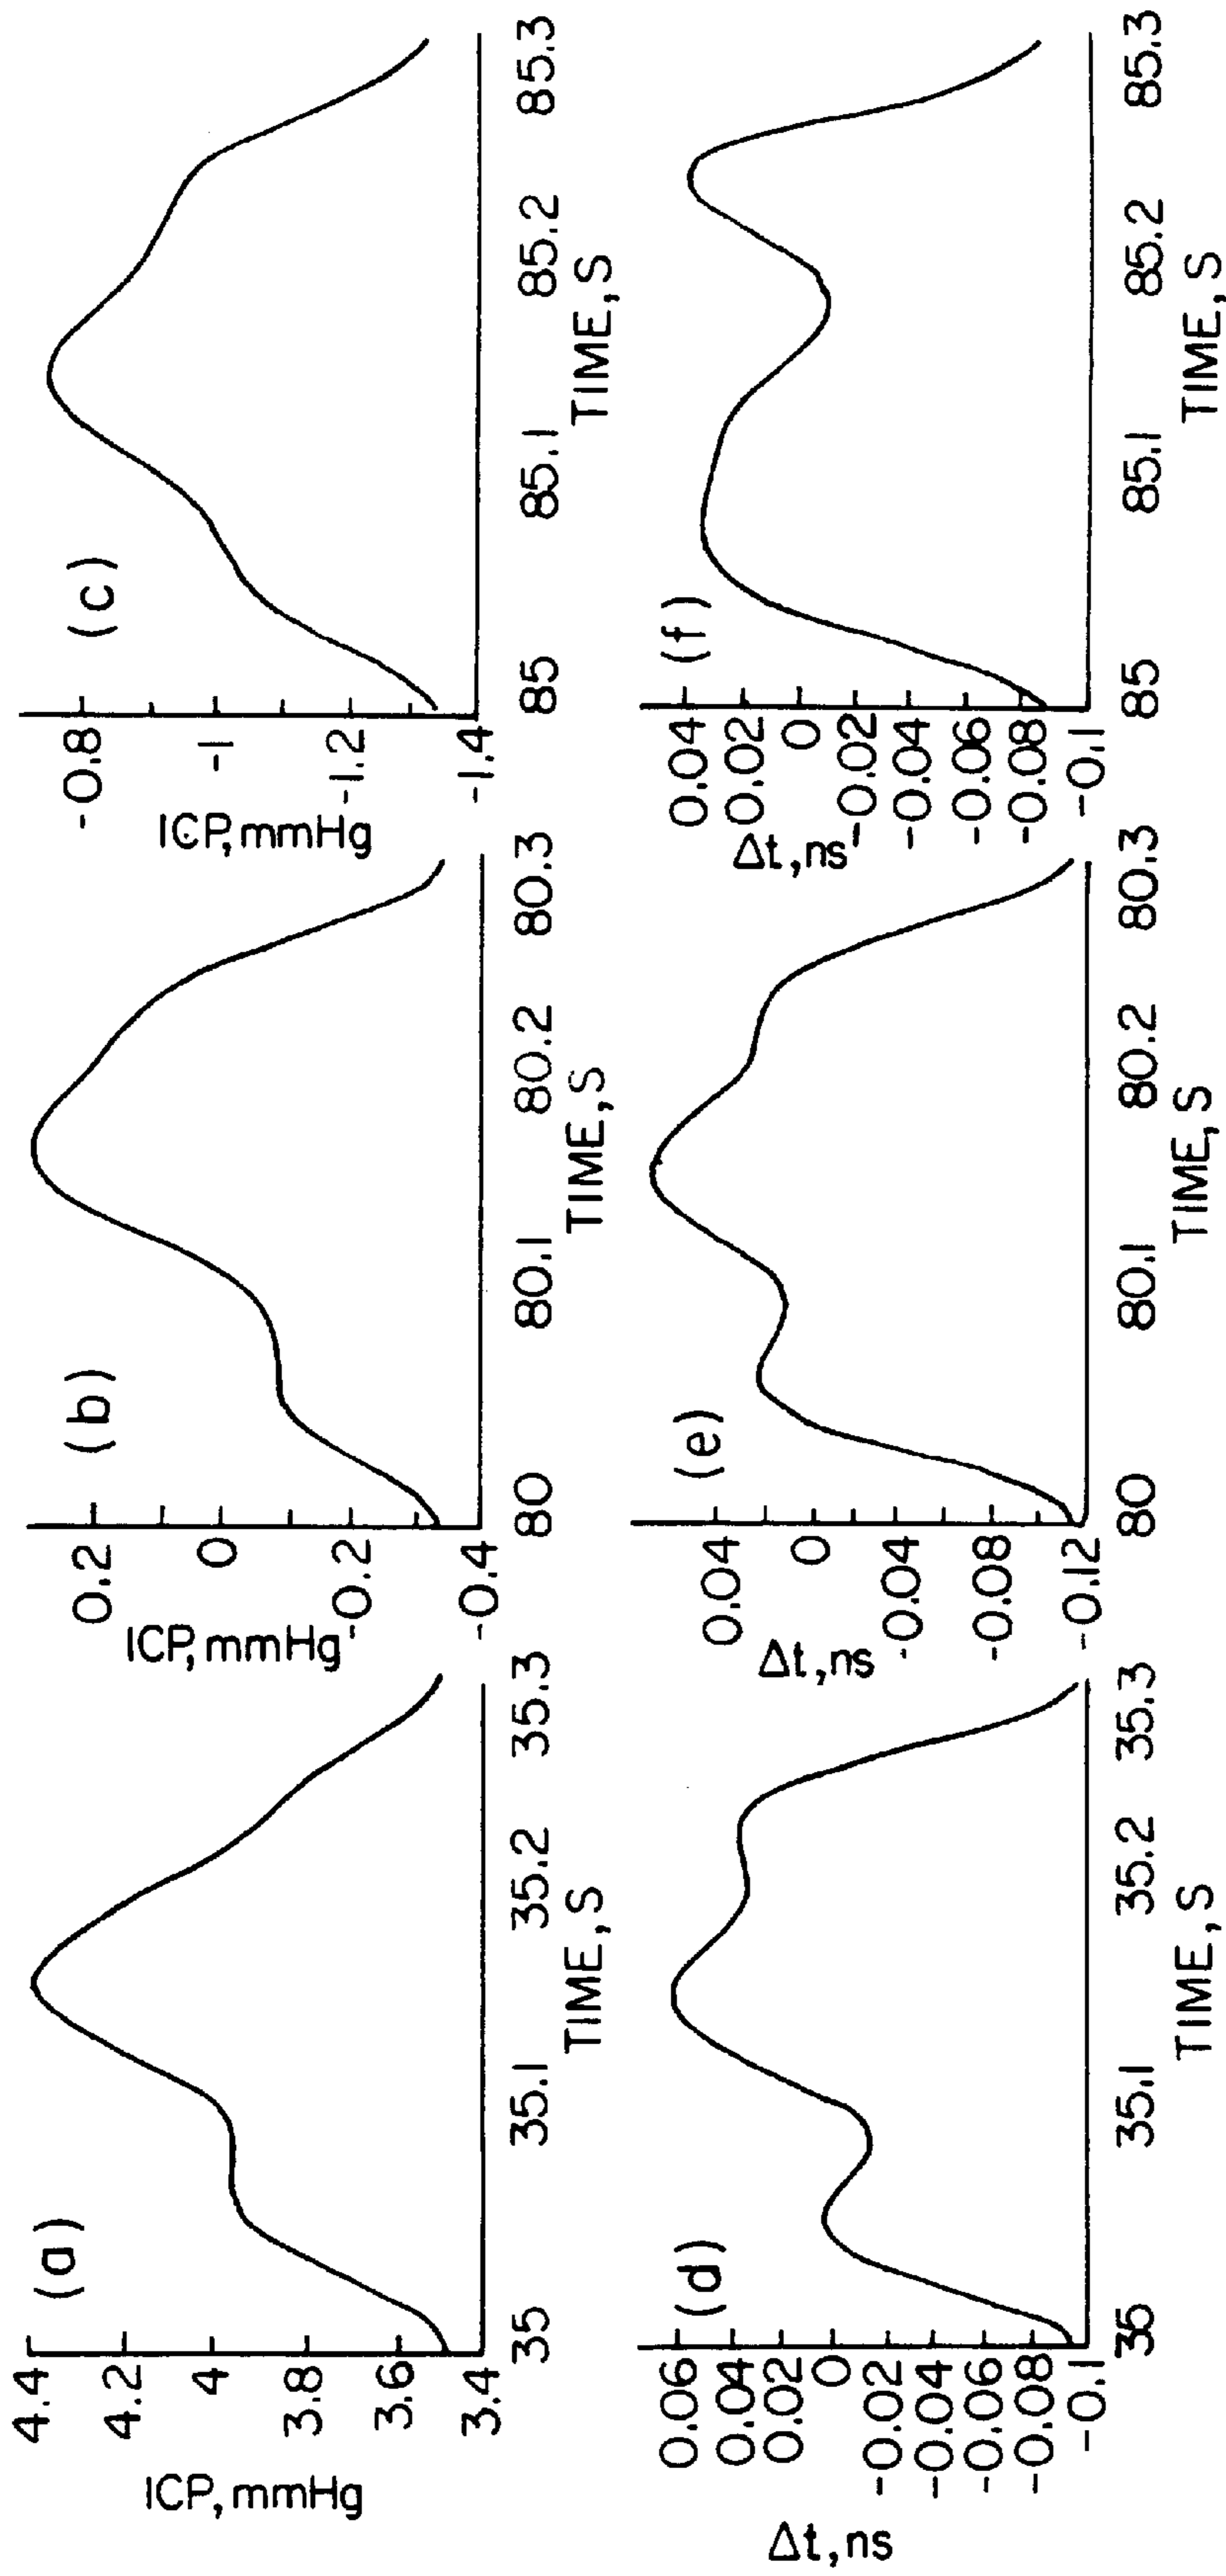 (a)
4.4
4.2
4
3.8
3.6
3.4
ICP, mmHg
35 35.1 35.2 35.3
TIME, S
(b)
0.2
0
-0.2
-0.4
ICP, mmHg
80 80.1 80.2 80.3
TIME, S
(c)
-0.8
-1
-1.2
-1.4
ICP, mmHg
85 85.1 85.2 85.3
TIME, S
(d)
0.06
0.04
0.02
0
-0.02
-0.04
-0.06
-0.08
-0.1
Δt, ns
35 35.1 35.2 35.3
TIME, S
(e)
0.04
0
-0.04
-0.08
-0.12
Δt, ns
80 80.1 80.2 80.3
TIME, S
(f)
0.04
0.02
0
-0.02
-0.04
-0.06
-0.08
-0.1
Δt, ns
85 85.1 85.2 85.3
TIME, S